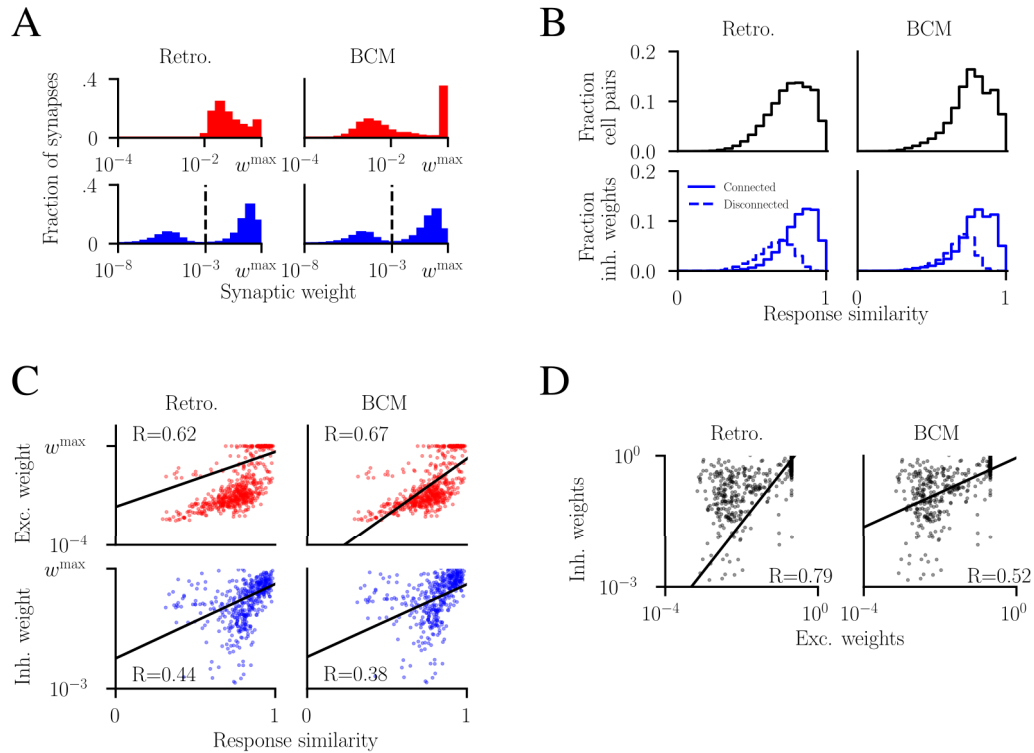 A
Retro.
BCM
Fraction of synapses
.4
0
10^-4
10^-2
w^max
10^-4
10^-2
w^max
.4
0
10^-8
10^-3
w^max
10^-8
10^-3
w^max
Synaptic weight
B
Retro.
BCM
Fraction
cell pairs
0.2
0.1
0.0
Fraction
inh. weights
0.2
0.1
0.0
Connected
Disconnected
0
1
0
1
Response similarity
C
Retro.
BCM
Exc. weight
w^max
10^-4
R=0.62
R=0.67
Inh. weight
w^max
10^-3
R=0.44
R=0.38
0
1
0
1
Response similarity
D
Retro.
BCM
Inh. weights
10^0
10^-3
R=0.79
R=0.52
10^-4
10^0
10^-4
10^0
Exc. weights